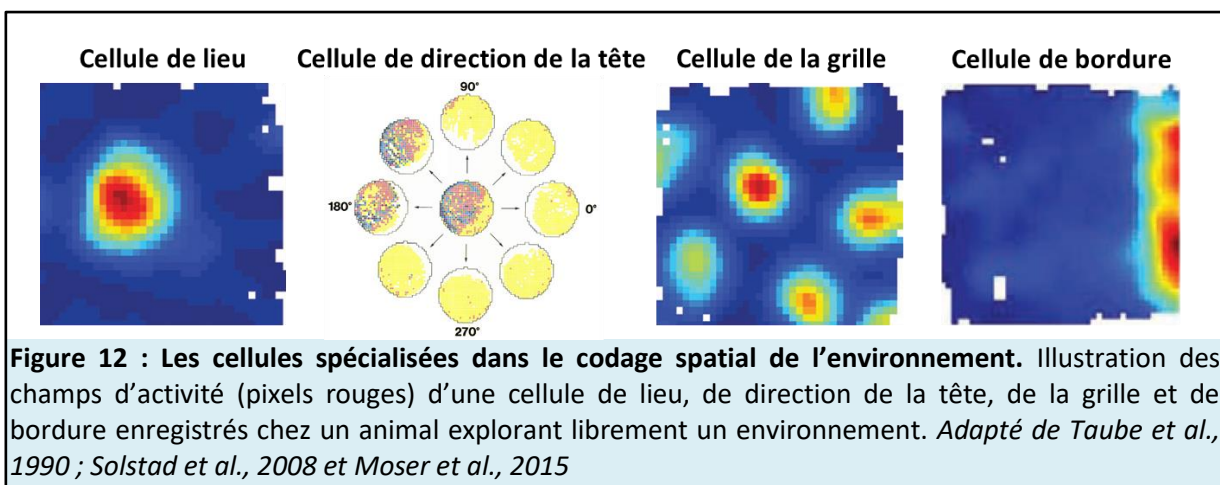 Cellule de lieu Cellule de direction de la tête Cellule de la grille Cellule de bordure
90°
180° 0°
270°
Figure 12 : Les cellules spécialisées dans le codage spatial de l’environnement. Illustration des
champs d’activité (pixels rouges) d’une cellule de lieu, de direction de la tête, de la grille et de
bordure enregistrés chez un animal explorant librement un environnement. Adapté de Taube et al.,
1990 ; Solstad et al., 2008 et Moser et al., 2015